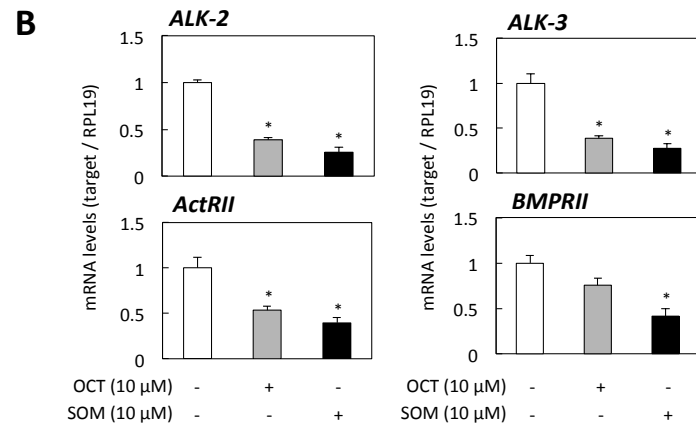 B
ALK-2
ALK-3
mRNA levels (target / RPL19)
1.5
1
0.5
0
*
*
mRNA levels (target / RPL19)
1.5
1
0.5
0
*
*
ActRII
BMPRII
1.5
1
0.5
0
*
*
1.5
1
0.5
0
*
OCT (10 µM) - + -
SOM (10 µM) - - +
OCT (10 µM) - + -
SOM (10 µM) - - +